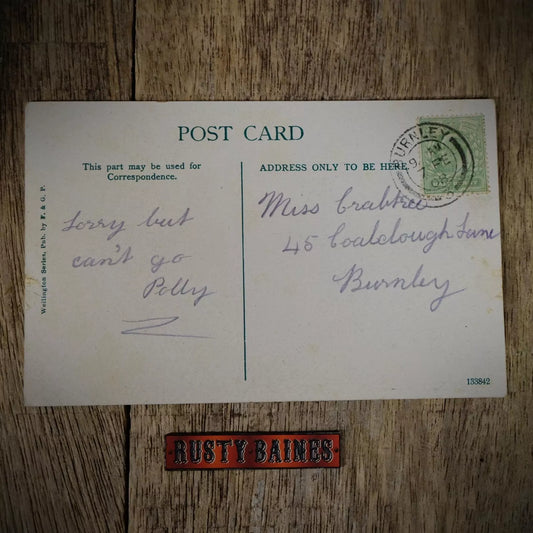 POST CARD
This part may be used for
Correspondence.
ADDRESS ONLY TO BE HERE
BURNLEY
Sorry but
can't go
Polly
Miss Crabtree
45 Coalclough Lane
Burnley
Wellington Series, Pub. by F. & G. P.
133842
RUSTY·BAINES